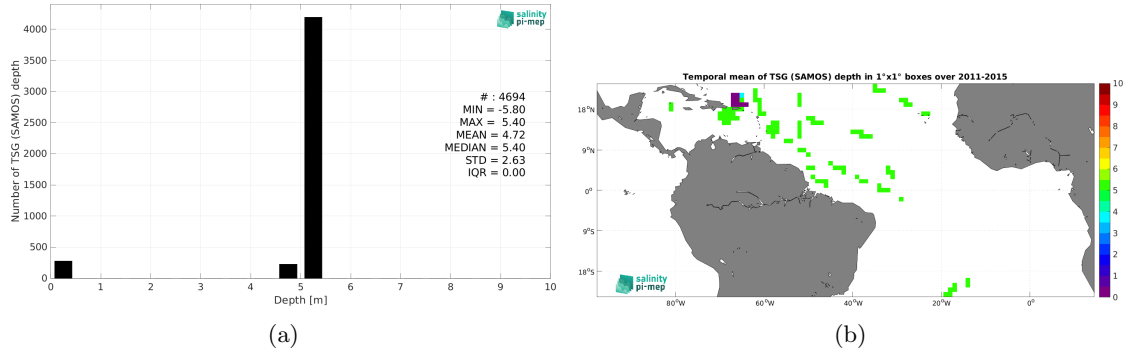 salinity
pi-mep
Number of TSG (SAMOS) depth
4000
3500
3000
2500
2000
1500
1000
500
0
# : 4694
MIN = -5.80
MAX = 5.40
MEAN = 4.72
MEDIAN = 5.40
STD = 2.63
IQR = 0.00
0 1 2 3 4 5 6 7 8 9 10
Depth [m]
(a)
Temporal mean of TSG (SAMOS) depth in 1°x1° boxes over 2011-2015
18°N
9°N
0°
9°S
18°S
80°W 60°W 40°W 20°W 0°
salinity
pi-mep
10
9
8
7
6
5
4
3
2
1
0
(b)